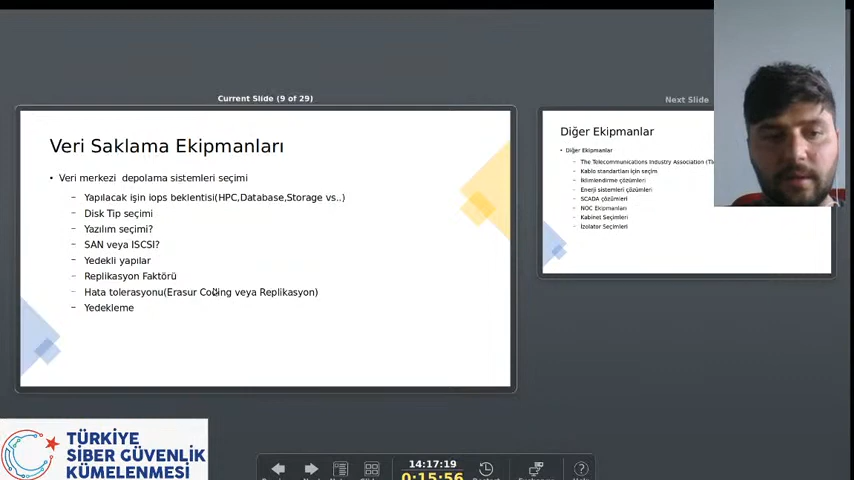 Current Slide (9 of 29)
Veri Saklama Ekipmanları
Veri merkezi depolama sistemleri seçimi
Yapılacak işin iops beklentisi(HPC,Database,Storage vs..)
Disk Tip seçimi
Yazılım seçimi?
SAN veya ISCSI?
Yedekli yapılar
Replikasyon Faktörü
Hata tolerasyonu(Erasur Coding veya Replikasyon)
Yedekleme
Next Slide
Diğer Ekipmanlar
Diğer Ekipmanlar
The Telecommunications Industry Association
Kablo standartları için seçim
İklimlendirme çözümleri
Enerji sistemleri çözümleri
SCADA çözümleri
NOC Ekipmanları
Kabinet Seçimleri
İzolatör Seçimleri
TÜRKİYE
SİBER GÜVENLİK
KÜMELENMESİ
14:17:19
0:15:56